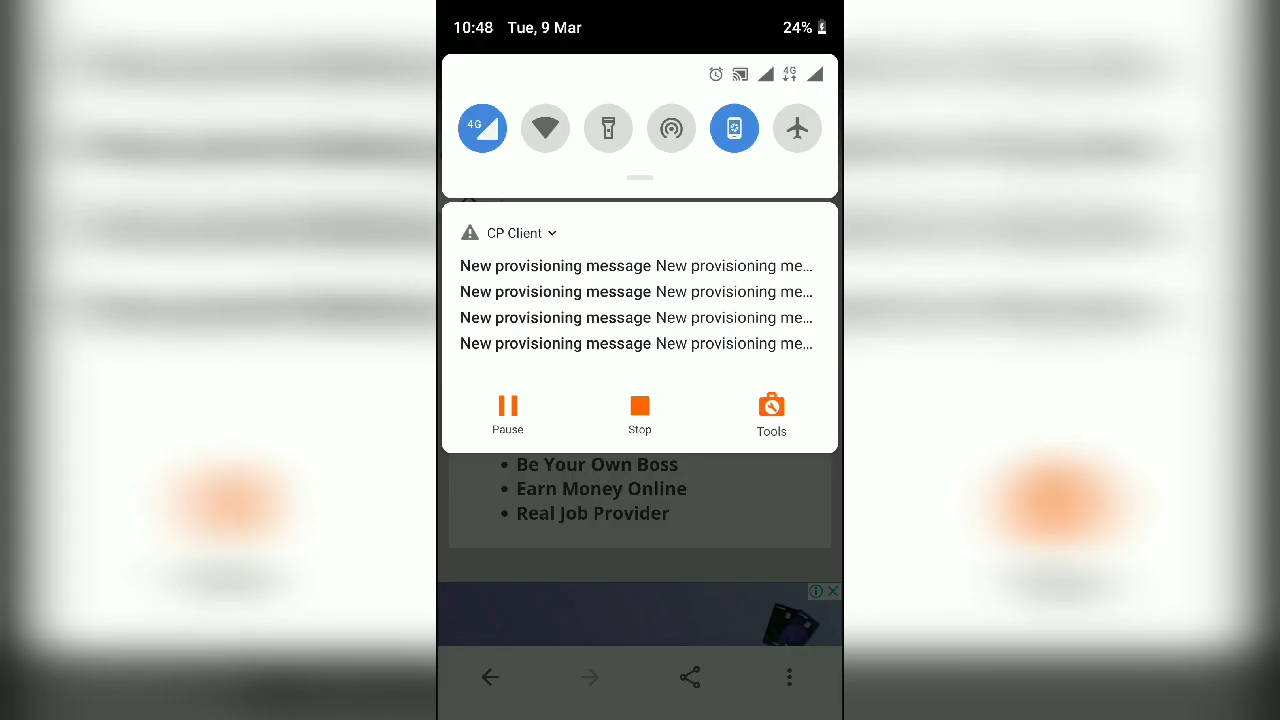 10:48 Tue, 9 Mar 24%
4G
4G
CP Client
New provisioning message New provisioning me...
New provisioning message New provisioning me...
New provisioning message New provisioning me...
New provisioning message New provisioning me...
Pause Stop Tools
• Be Your Own Boss
• Earn Money Online
• Real Job Provider